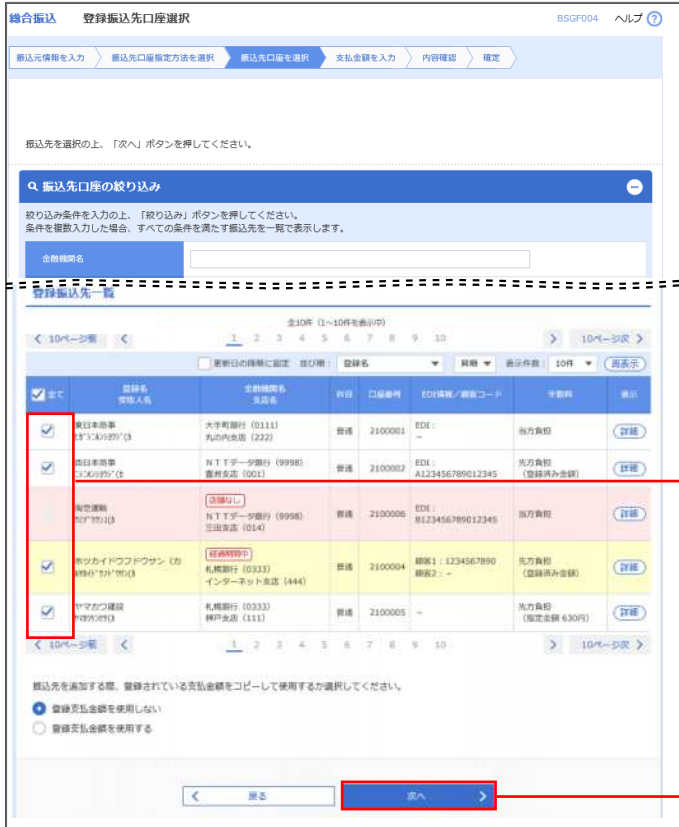 総合振込 登録振込先口座選択 BSGF004 ヘルプ ?
振込元情報を入力 振込先口座指定方法を選択 振込先口座を選択 支払金額を入力 内容確認 確定
振込先を選択の上、「次へ」ボタンを押してください。
振込先口座の絞り込み
絞り込み条件を入力の上、「絞り込み」ボタンを押してください。
条件を複数入力した場合、すべての条件を満たす振込先を一覧で表示します。
金融機関名
登録振込先一覧
全10件 (1~10件を表示中)
10ページ前 1 2 3 4 5 6 7 8 9 10 10ページ次
更新日の降順に固定 並び順: 登録名 昇順 表示件数: 10件 再表示
全て 登録名 金融機関名 科目 口座番号 EDI情報/顧客コード 手数料 表示
受取人名 支店名
東日本商事 大手町銀行 (0111) 普通 2100001 EDI: 当方負担 詳細
丸の内支店 (222) –
西日本商事 NTTデータ銀行 (9998) 普通 2100002 EDI: 先方負担 詳細
豊洲支店 (001) A123456789012345 (登録済み金額)
店舗なし
NTTデータ銀行 (9998) 普通 2100006 EDI: 当方負担 詳細
三田支店 (014) B123456789012345
経過期間中
ホツカイドウフドウサン (カ 札幌銀行 (0333) 普通 2100004 顧客1:1234567890 先方負担 詳細
インターネット支店 (444) 顧客2:– (登録済み金額)
ヤマカワ建設 札幌銀行 (0333) 普通 2100005 – 先方負担 詳細
神戸支店 (111) (指定金額 630円)
10ページ前 1 2 3 4 5 6 7 8 9 10 10ページ次
振込先を追加する際、登録されている支払金額をコピーして使用するか選択してください。
登録支払金額を使用しない
登録支払金額を使用する
戻る 次へ